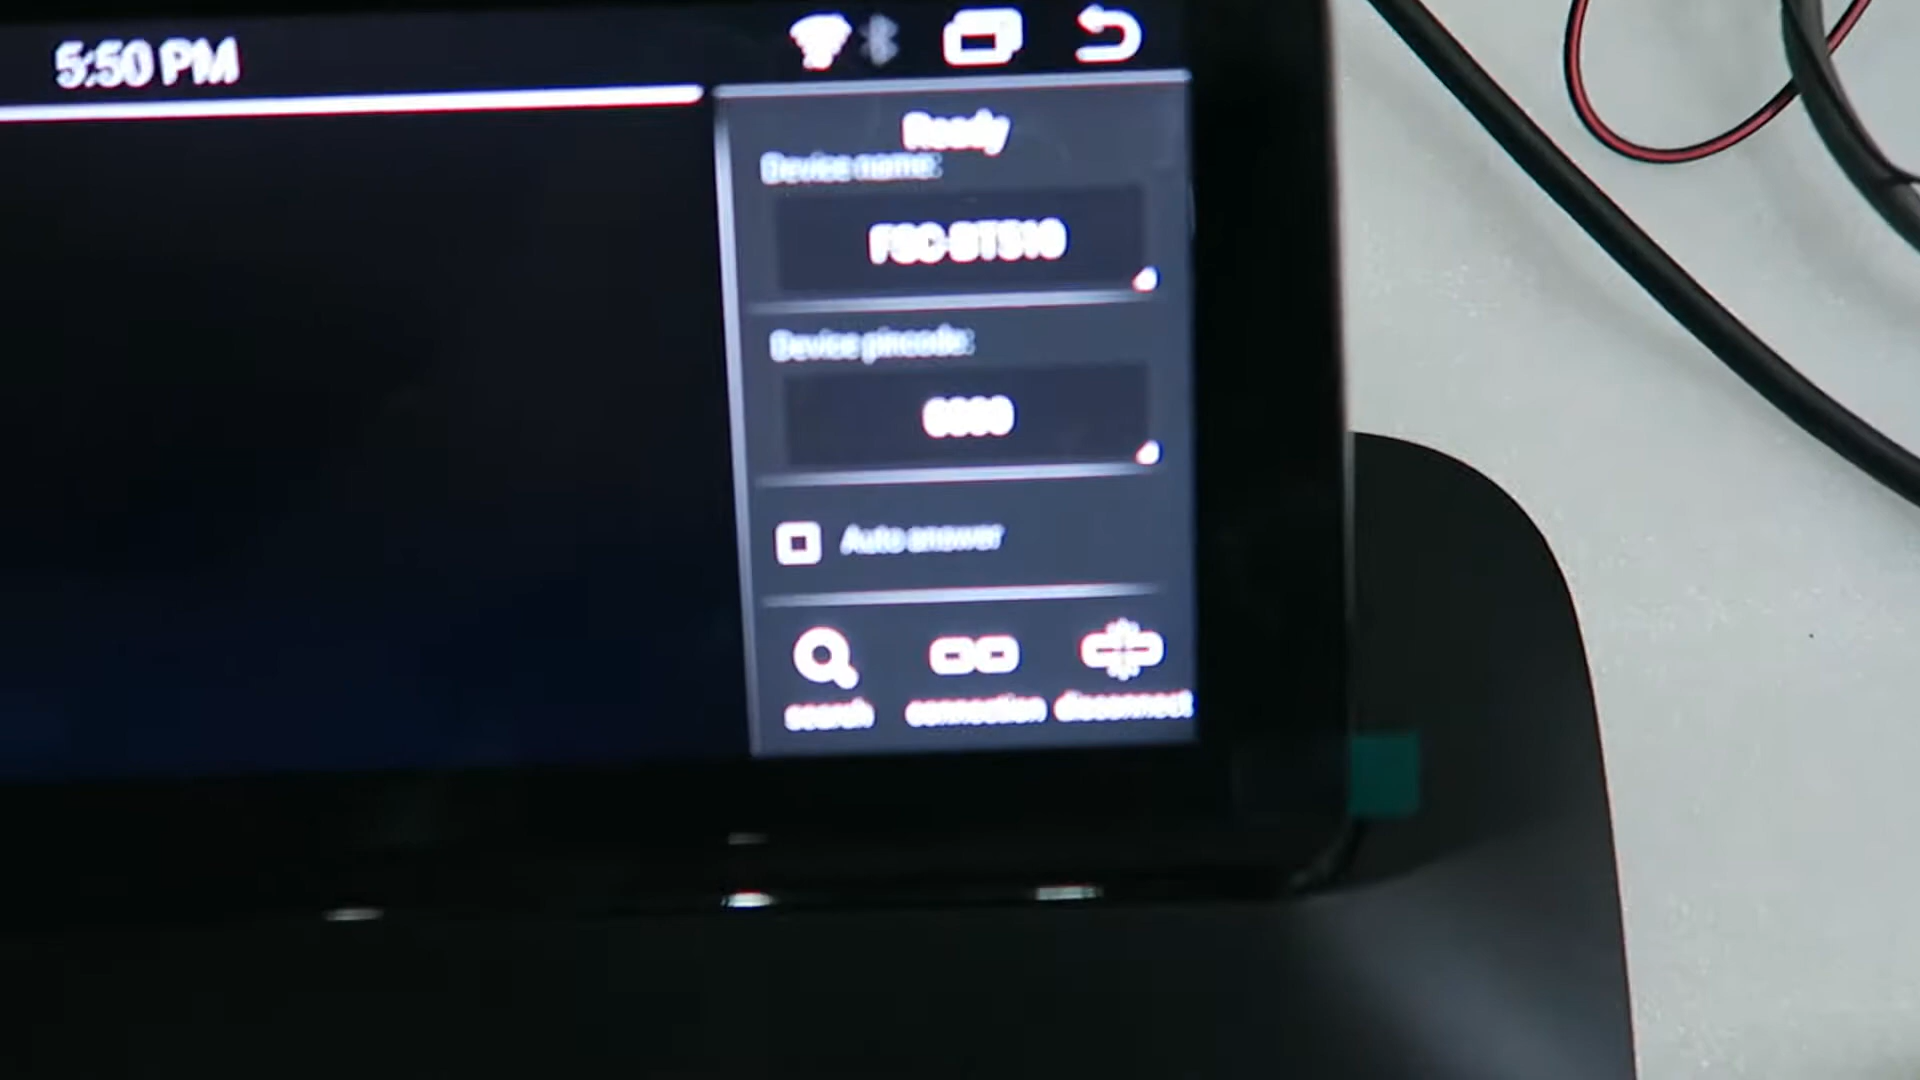 5:50 PM
Ready
Device name:
FSC-BT510
Device pincode:
0000
Auto answer
search connection disconnect